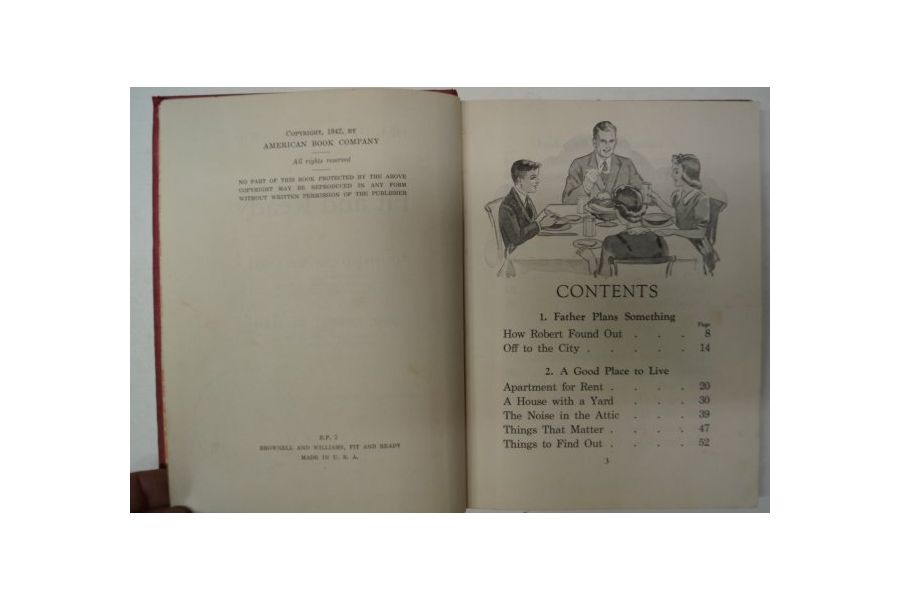 COPYRIGHT, 1942, BY
AMERICAN BOOK COMPANY
All rights reserved
NO PART OF THIS BOOK PROTECTED BY THE ABOVE
COPYRIGHT MAY BE REPRODUCED IN ANY FORM
WITHOUT WRITTEN PERMISSION OF THE PUBLISHER
E.P. 2
BROWNELL AND WILLIAMS, FIT AND READY
MADE IN U. S. A.
CONTENTS
1. Father Plans Something
Page
How Robert Found Out . . . 8
Off to the City . . . . . 14
2. A Good Place to Live
Apartment for Rent . . . . 20
A House with a Yard . . . 30
The Noise in the Attic . . . 39
Things That Matter . . . . 47
Things to Find Out . . . . 52
3